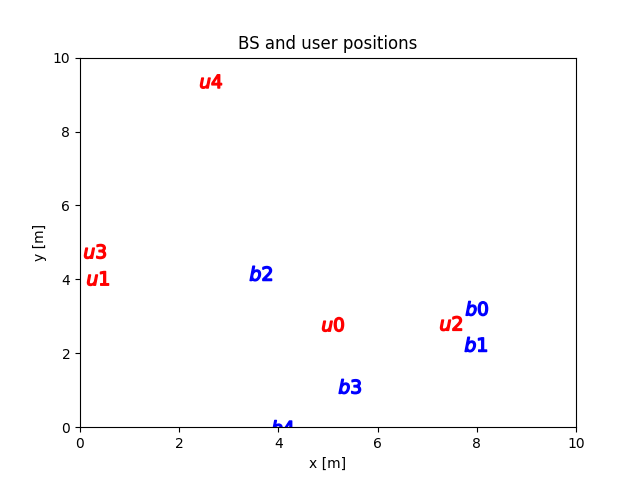 BS and user positions
10
u4
8
6
u3
u1
4
b2
b0
u0
u2
b1
2
b3
b4
0
0 2 4 6 8 10
x [m]
y [m]